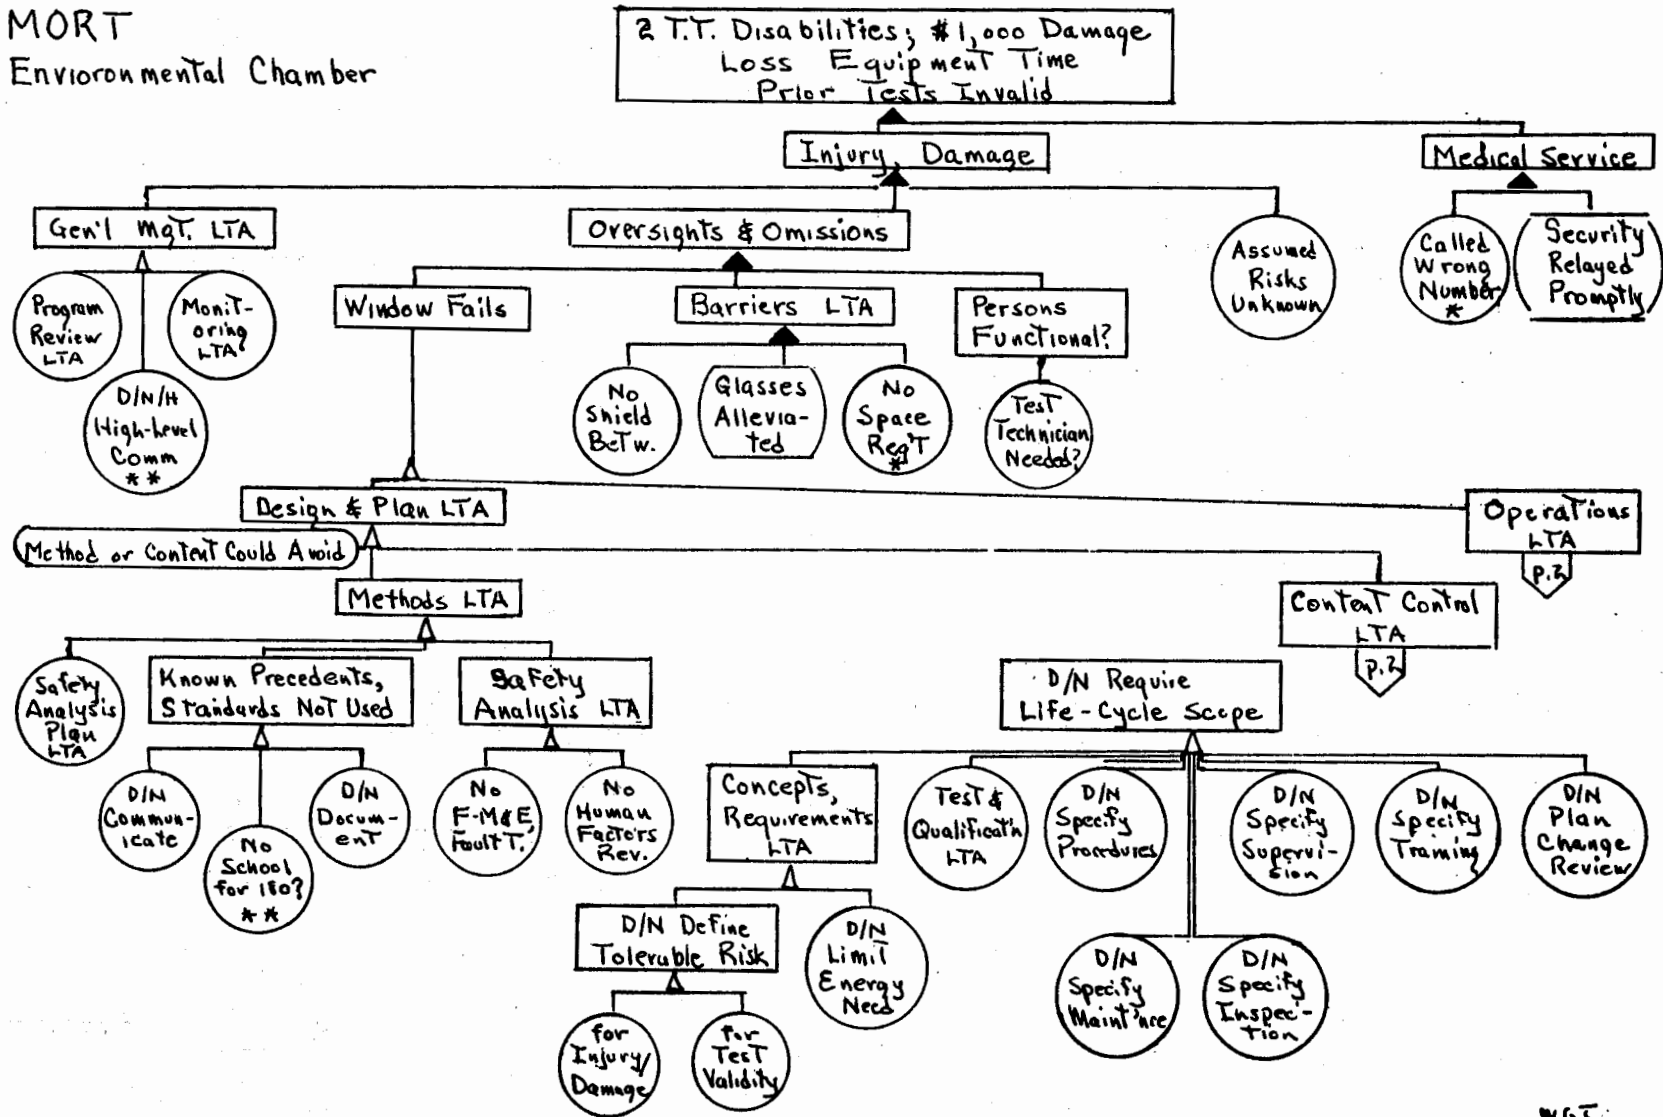 MORT
Envioronmental Chamber
2 T.T. Disabilities; $1,000 Damage
Loss Equipment Time
Prior Tests Invalid
Injury, Damage
Medical Service
Gen'l Mgt. LTA
Oversights & Omissions
Assumed
Risks
Unknown
Called
Wrong
Number
*
Security
Relayed
Promptly
Program
Review
LTA
Monit-
oring
LTA
D/N/H
High-Level
Comm
**
Window Fails
Barriers LTA
Persons
Functional?
No
Shield
Betw.
Glasses
Allevia-
ted
No
Space
Req'T
*
Test
Technician
Needed?
Design & Plan LTA
Operations
LTA
p.2
Method or Content Could Avoid
Methods LTA
Content Control
LTA
p.2
Safety
Analysis
Plan
LTA
Known Precedents,
Standards Not Used
Safety
Analysis LTA
D/N Require
Life-Cycle Scope
D/N
Commun-
icate
No
School
for 180?
**
D/N
Docum-
ent
No
F-M&E
Fault T.
No
Human
Factors
Rev.
Concepts,
Requirements
LTA
Test &
Qualificat'n
LTA
D/N
Specify
Procedures
D/N
Specify
Supervi-
sion
D/N
Specify
Training
D/N
Plan
Change
Review
D/N Define
Tolerable Risk
D/N
Limit
Energy
Need
D/N
Specify
Maint'nce
D/N
Specify
Inspec-
tion
for
Injury/
Damage
for
Test
Validity